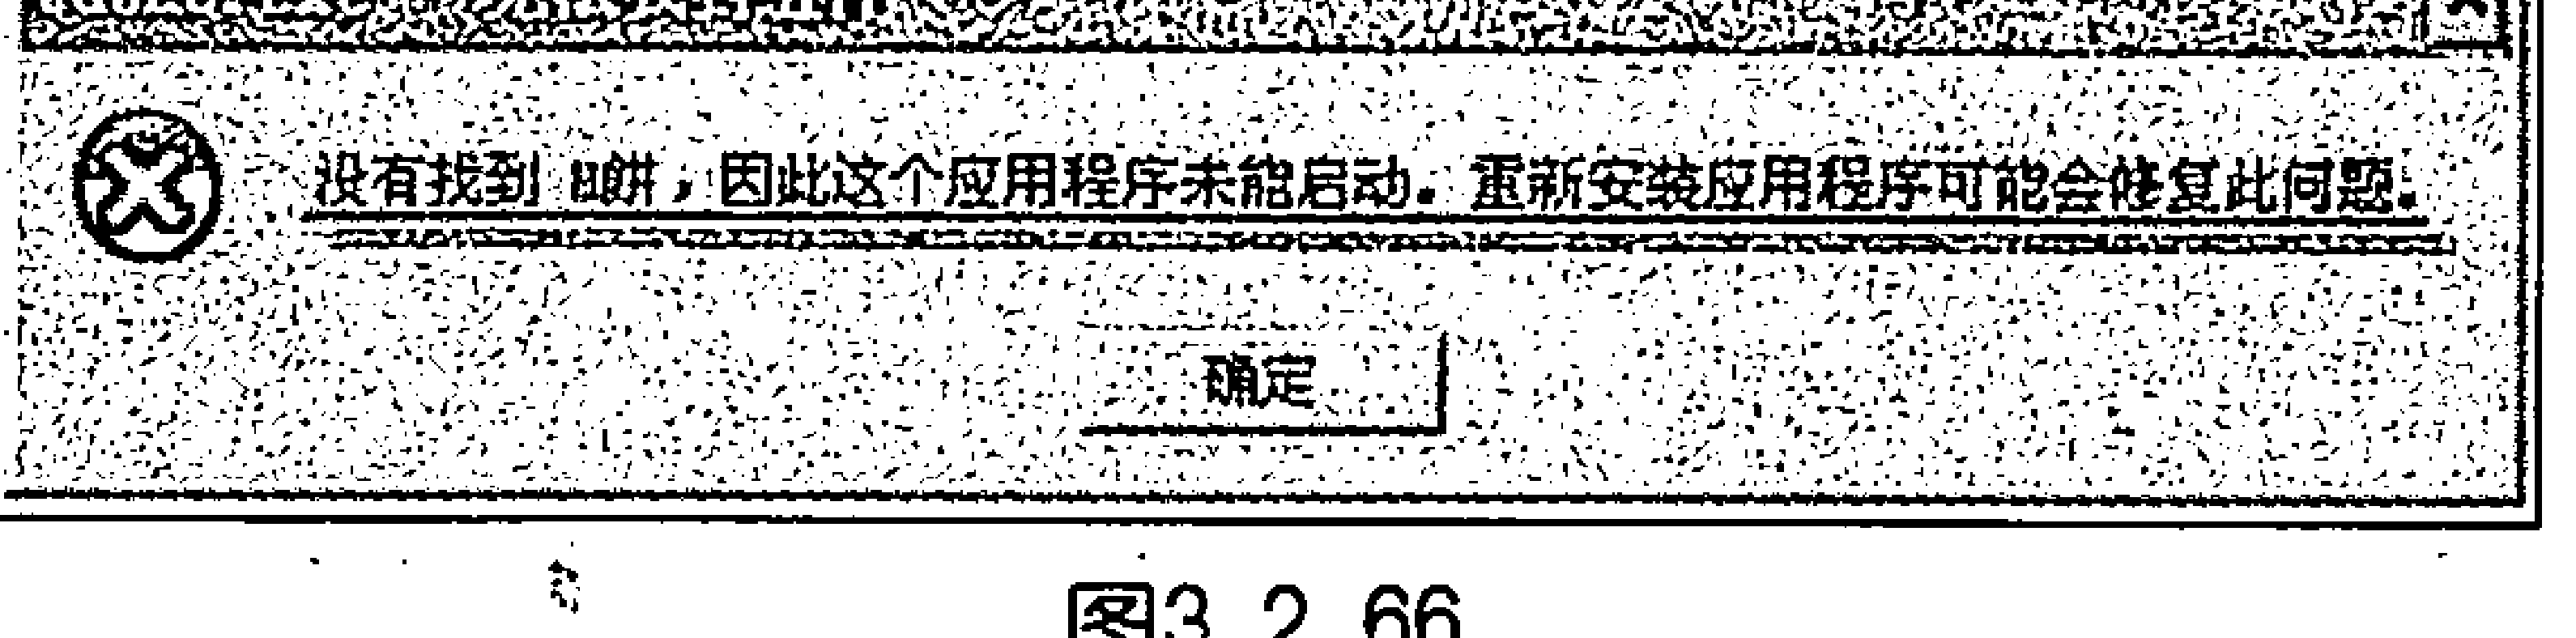 没有找到，因此这个应用程序未能启动。重新安装应用程序可能会修复此问题。
确定
图3 2 66